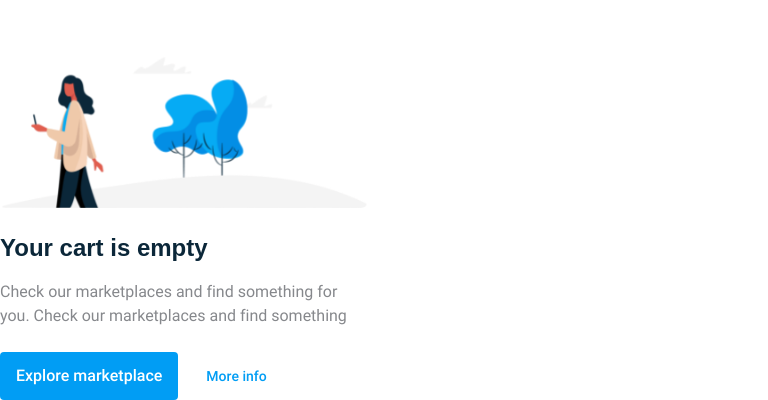 Your cart is empty
Check our marketplaces and find something for
you. Check our marketplaces and find something
Explore marketplace
More info